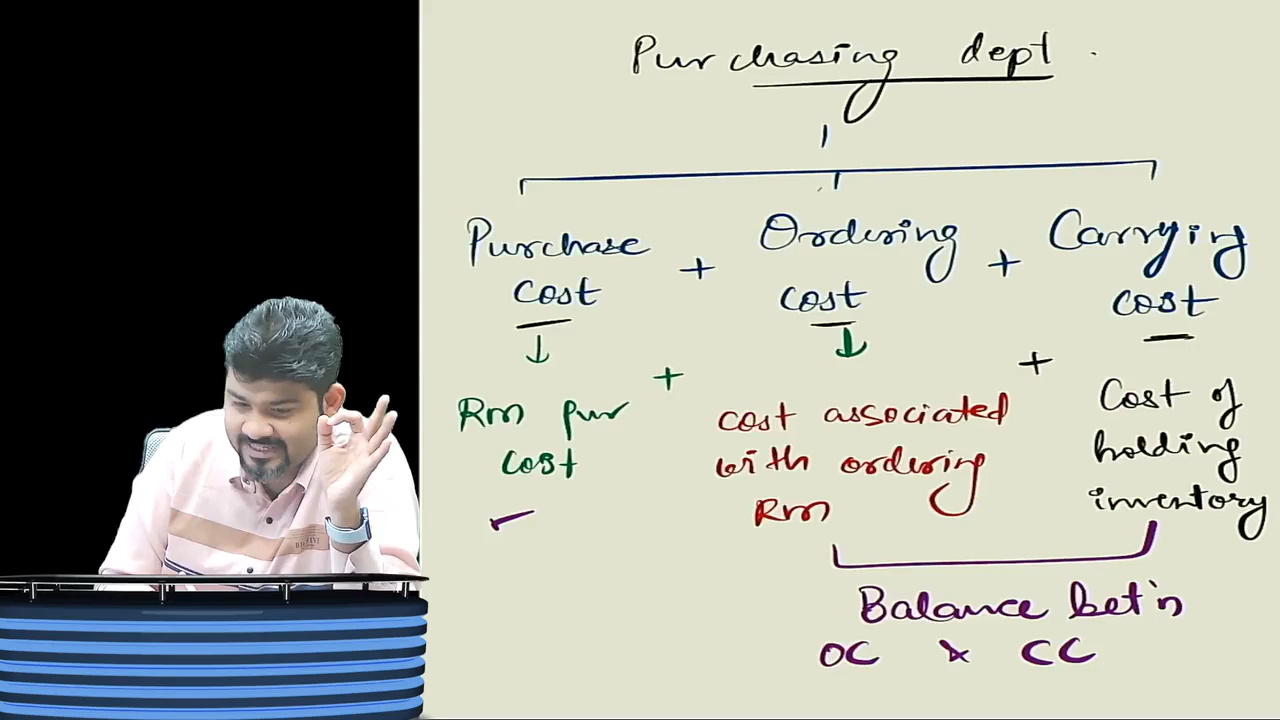 Purchasing dept.
Purchase cost + Ordering cost + Carrying cost
Rm pur cost + cost associated with ordering Rm + Cost of holding inventory
Balance bet'n
OC & CC